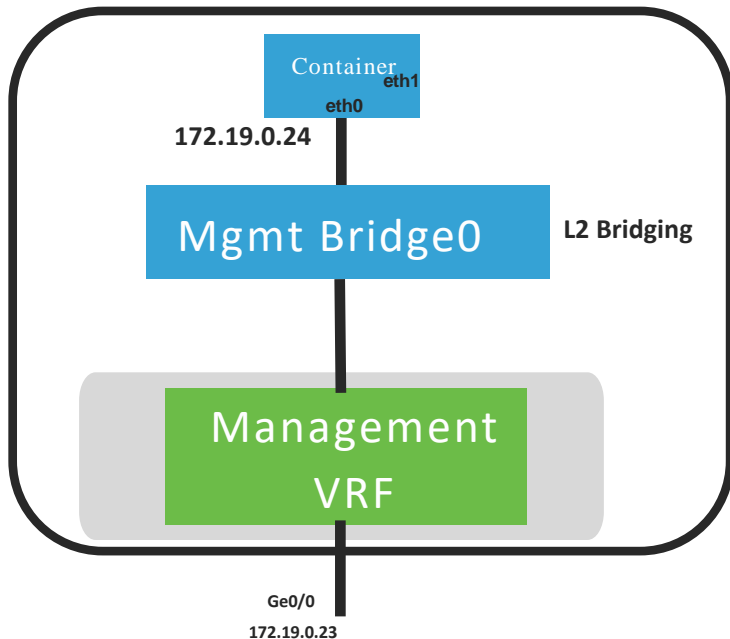 Container
eth1
eth0
172.19.0.24
Mgmt Bridge0
L2 Bridging
Management
VRF
Ge0/0
172.19.0.23